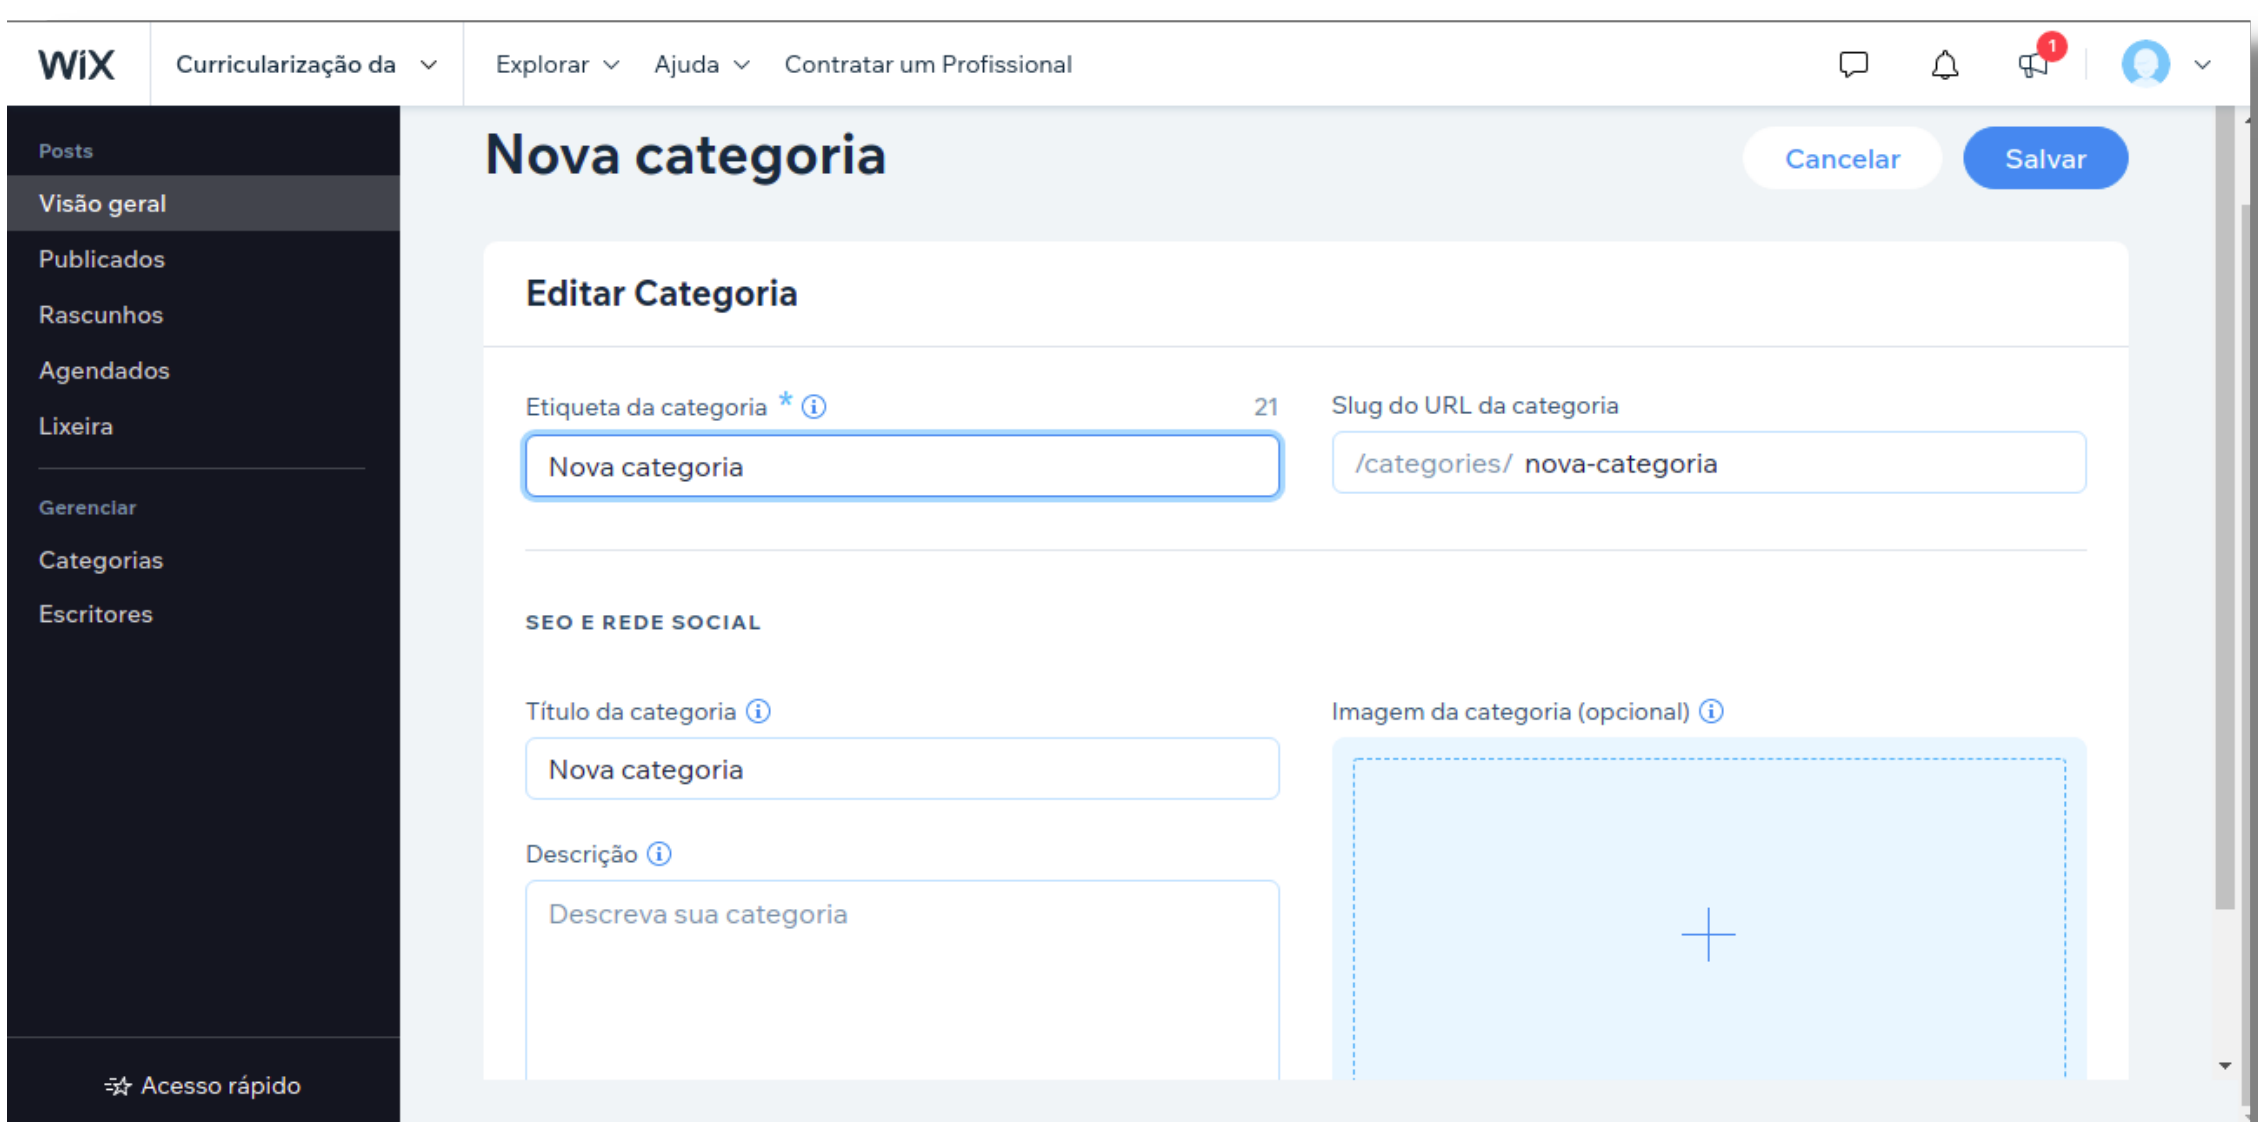 WiX
Curricularização da
Explorar
Ajuda
Contratar um Profissional
1
Posts
Visão geral
Publicados
Rascunhos
Agendados
Lixeira
Gerenciar
Categorias
Escritores
Acesso rápido
Nova categoria
Cancelar
Salvar
Editar Categoria
Etiqueta da categoria *
21
Nova categoria
Slug do URL da categoria
/categories/ nova-categoria
SEO E REDE SOCIAL
Título da categoria
Nova categoria
Descrição
Descreva sua categoria
Imagem da categoria (opcional)